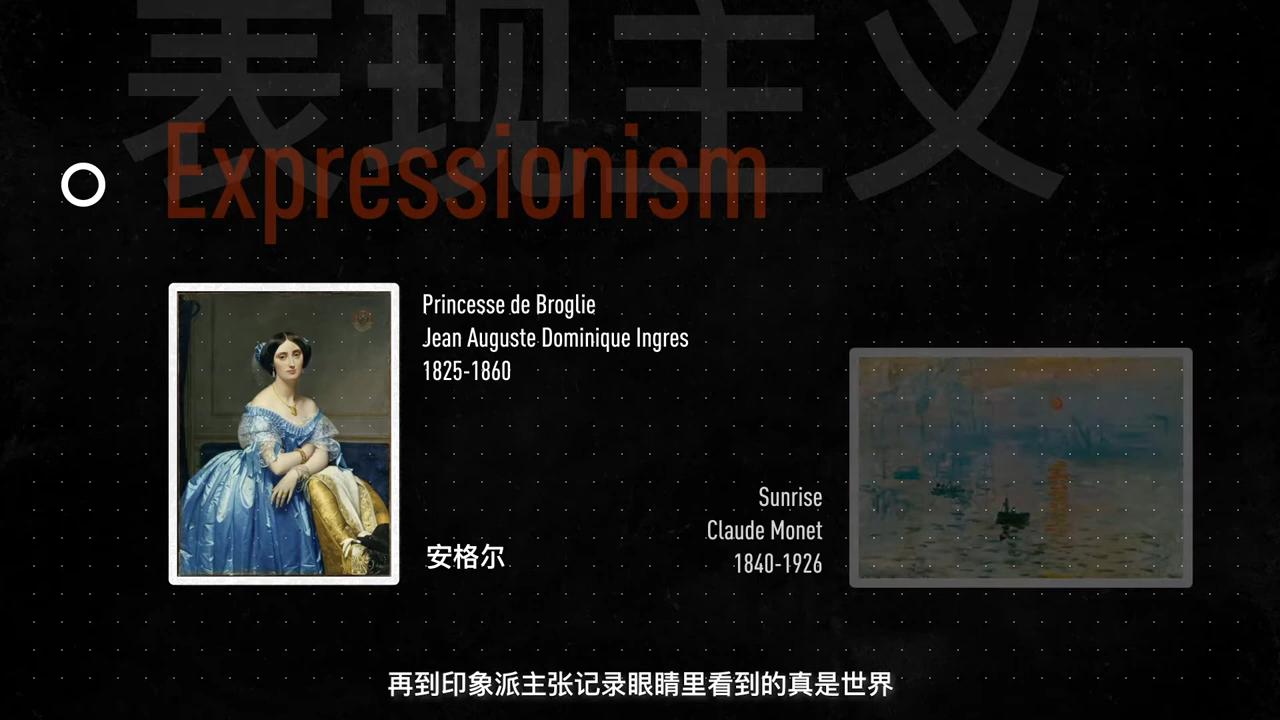 表现主义
Expressionism
Princesse de Broglie
Jean Auguste Dominique Ingres
1825-1860
安格尔
Sunrise
Claude Monet
1840-1926
再到印象派主张记录眼睛里看到的真是世界